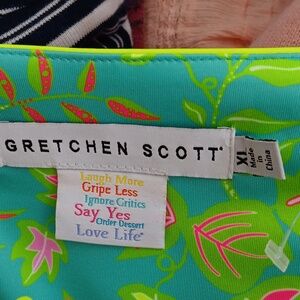 GRETCHEN SCOTT
XL
Made
in
China
Laugh More
Gripe Less
Ignore Critics
Say Yes
Order Dessert
Love Life